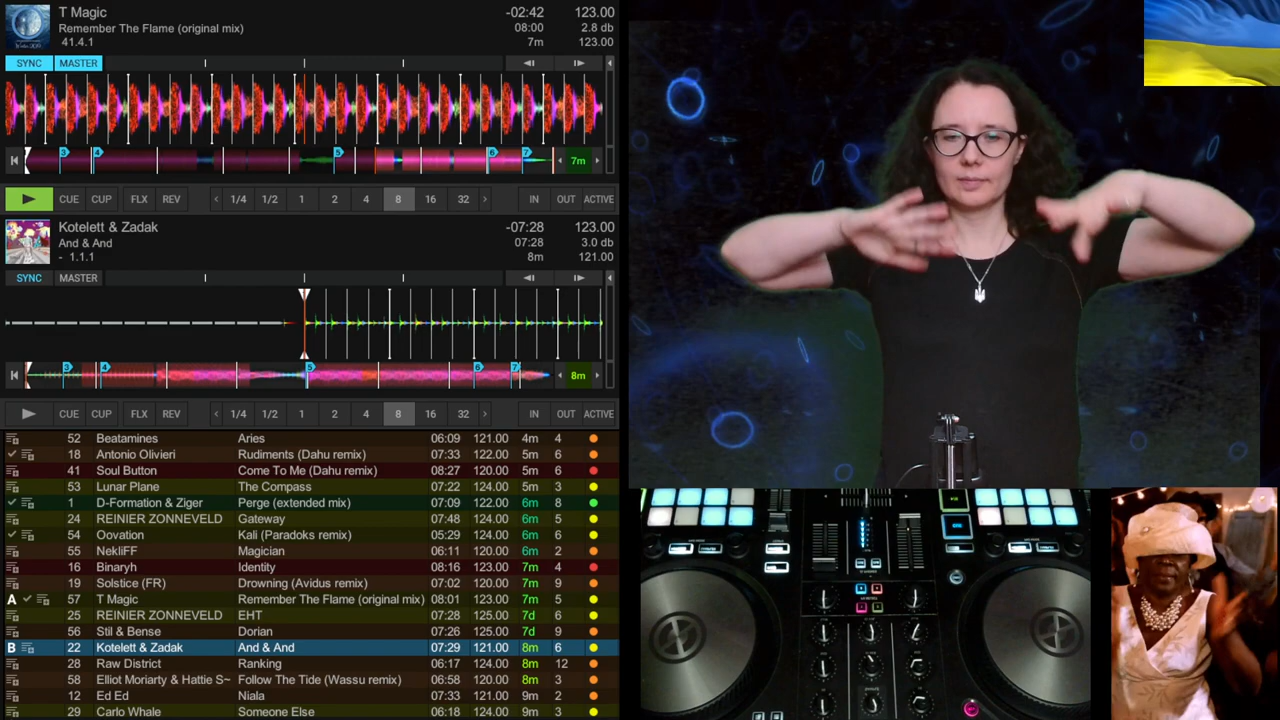 T Magic -02:42 123.00
Remember The Flame (original mix) 08:00 2.8 db
41.4.1 7m 123.00
SYNC MASTER
3 4 5 6 7 7m
CUE CUP FLX REV < 1/4 1/2 1 2 4 8 16 32 > IN OUT ACTIVE
Kotelett & Zadak -07:28 123.00
And & And 07:28 3.0 db
- 1.1.1 8m 121.00
SYNC MASTER
3 4 5 6 7 8m
CUE CUP FLX REV < 1/4 1/2 1 2 4 8 16 32 > IN OUT ACTIVE
52 Beatamines Aries 06:09 121.00 4m 4
18 Antonio Olivieri Rudiments (Dahu remix) 07:33 122.00 5m 6
41 Soul Button Come To Me (Dahu remix) 08:27 120.00 5m 6
53 Lunar Plane The Compass 07:22 124.00 5m 3
1 D-Formation & Ziger Perge (extended mix) 07:09 122.00 6m 8
24 REINIER ZONNEVELD Gateway 07:48 124.00 6m 5
54 Oovation Kali (Paradoks remix) 05:29 124.00 6m 6
55 NekliFF Magician 06:11 120.00 6m 2
16 Binaryh Identity 08:16 123.00 7m 4
19 Solstice (FR) Drowning (Avidus remix) 07:02 120.00 7m 9
A 57 T Magic Remember The Flame (original mix) 08:01 123.00 7m 5
25 REINIER ZONNEVELD EHT 07:28 125.00 7d 6
56 Stil & Bense Dorian 07:26 125.00 7d 9
B 22 Kotelett & Zadak And & And 07:29 121.00 8m 6
28 Raw District Ranking 06:17 124.00 8m 12
58 Elliot Moriarty & Hattie S~ Follow The Tide (Wassu remix) 06:58 120.00 8m 3
12 Ed Ed Niala 07:33 121.00 9m 2
29 Carlo Whale Someone Else 06:18 124.00 9m 3